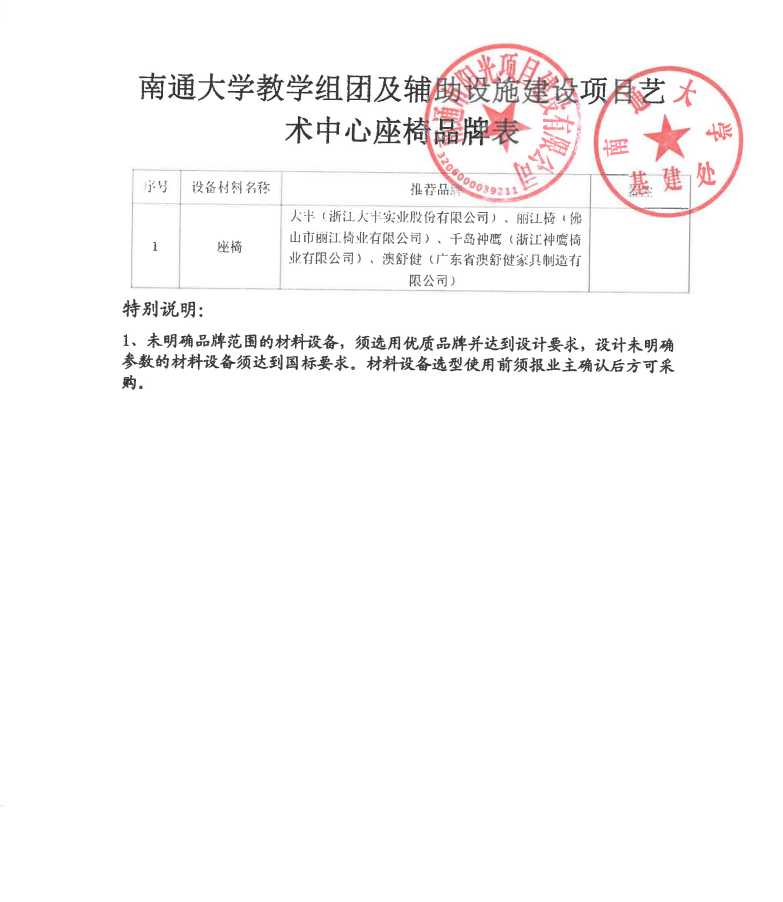 南通大学教学组团及辅助设施建设项目艺
术中心座椅品牌表
序号 设备材料名称 推荐品牌 备注
1 座椅 大丰（浙江大丰实业股份有限公司）、丽江椅（佛
山市丽江椅业有限公司）、千岛神鹰（浙江神鹰椅
业有限公司）、澳舒健（广东省澳舒健家具制造有
限公司）
特别说明：
1、未明确品牌范围的材料设备，须选用优质品牌并达到设计要求，设计未明确
参数的材料设备须达到国标要求。材料设备选型使用前须报业主确认后方可采
购。
阳光项目建设有限公司
3206000039211
南通大学
基建处